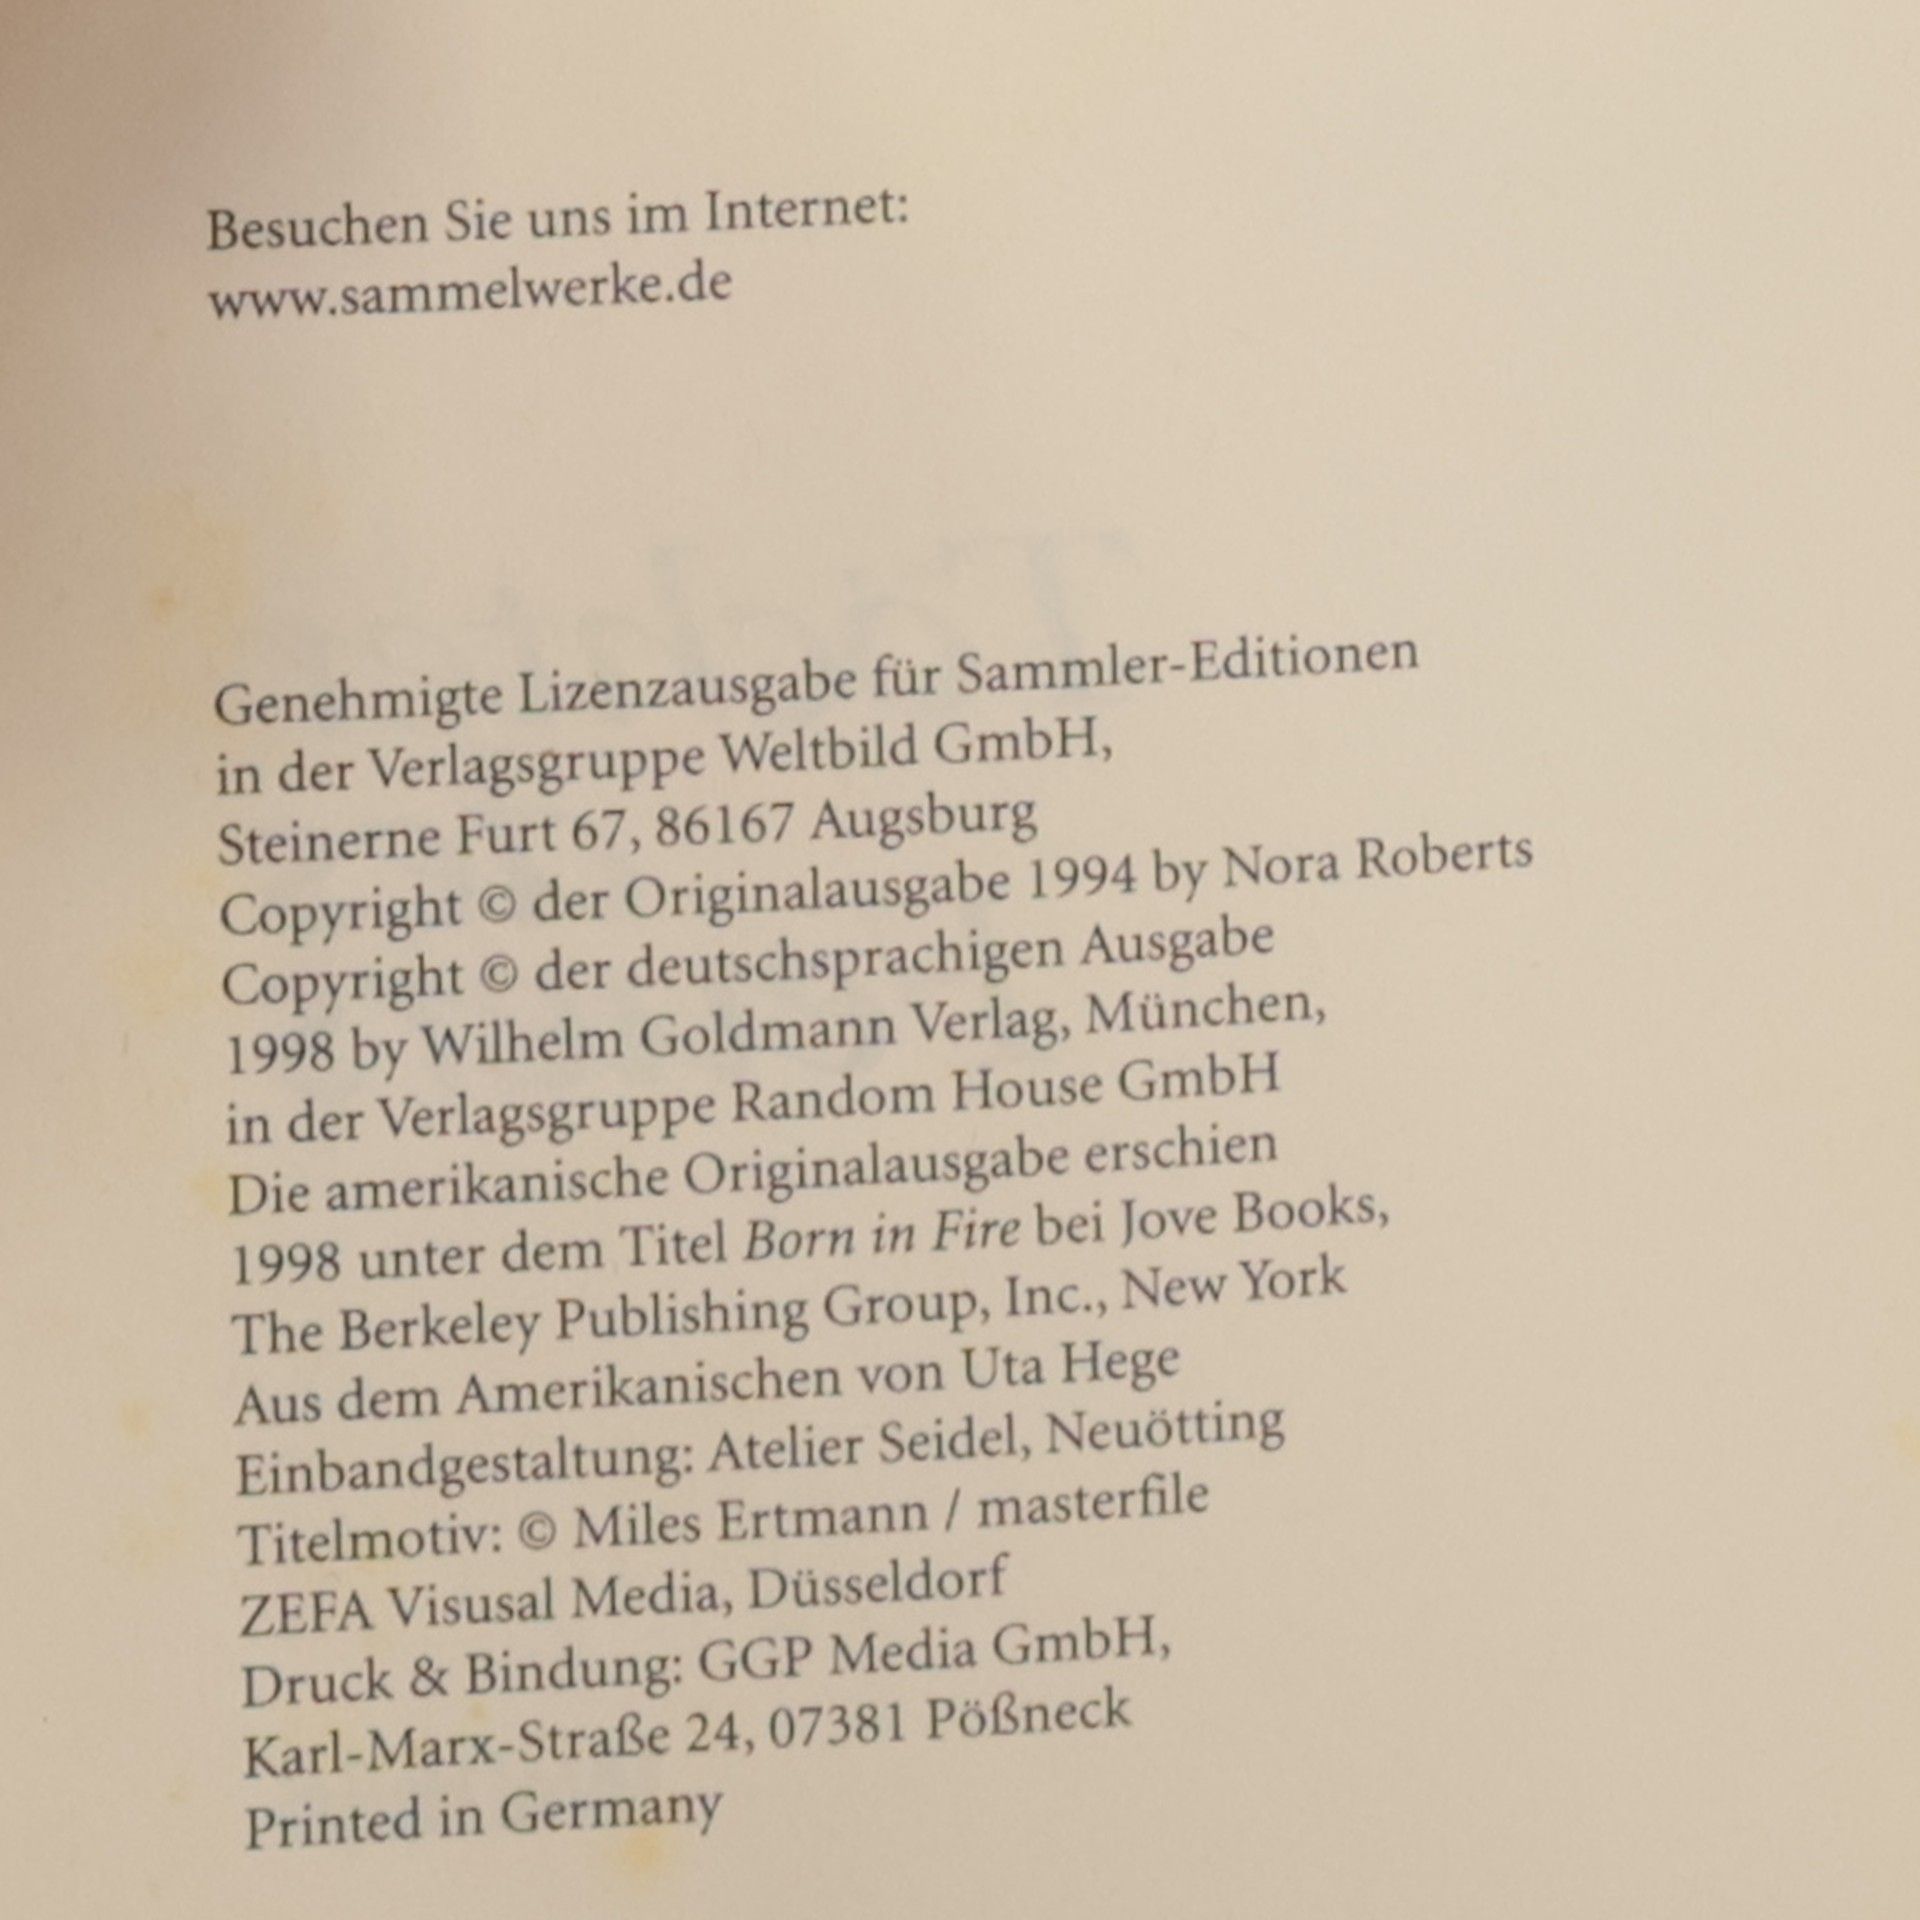 Besuchen Sie uns im Internet:
www.sammelwerke.de
Genehmigte Lizenzausgabe für Sammler-Editionen
in der Verlagsgruppe Weltbild GmbH,
Steinerne Furt 67, 86167 Augsburg
Copyright © der Originalausgabe 1994 by Nora Roberts
Copyright © der deutschsprachigen Ausgabe
1998 by Wilhelm Goldmann Verlag, München,
in der Verlagsgruppe Random House GmbH
Die amerikanische Originalausgabe erschien
1998 unter dem Titel Born in Fire bei Jove Books,
The Berkeley Publishing Group, Inc., New York
Aus dem Amerikanischen von Uta Hege
Einbandgestaltung: Atelier Seidel, Neuötting
Titelmotiv: © Miles Ertmann / masterfile
ZEFA Visusal Media, Düsseldorf
Druck & Bindung: GGP Media GmbH,
Karl-Marx-Straße 24, 07381 Pößneck
Printed in Germany